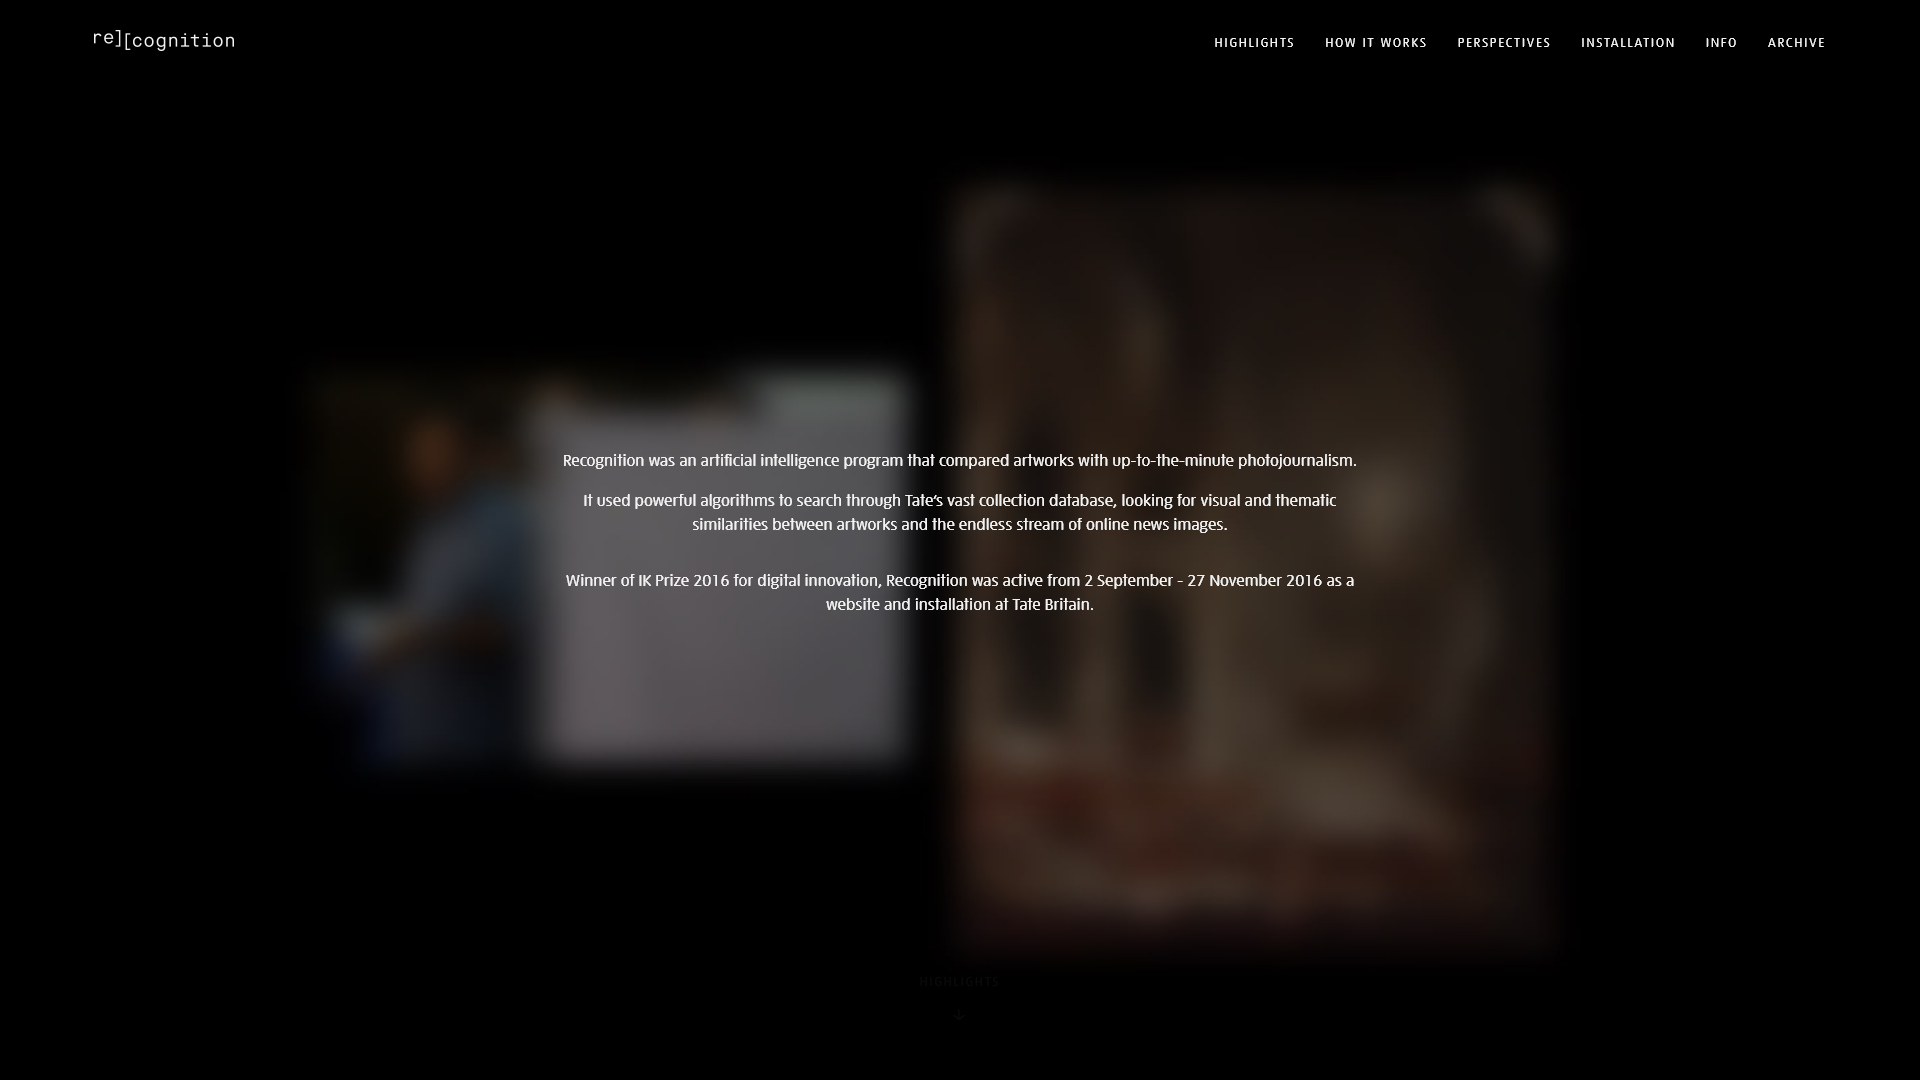 re][cognition
HIGHLIGHTS HOW IT WORKS PERSPECTIVES INSTALLATION INFO ARCHIVE
Recognition was an artificial intelligence program that compared artworks with up-to-the-minute photojournalism.
It used powerful algorithms to search through Tate’s vast collection database, looking for visual and thematic
similarities between artworks and the endless stream of online news images.
Winner of IK Prize 2016 for digital innovation, Recognition was active from 2 September - 27 November 2016 as a
website and installation at Tate Britain.
HIGHLIGHTS